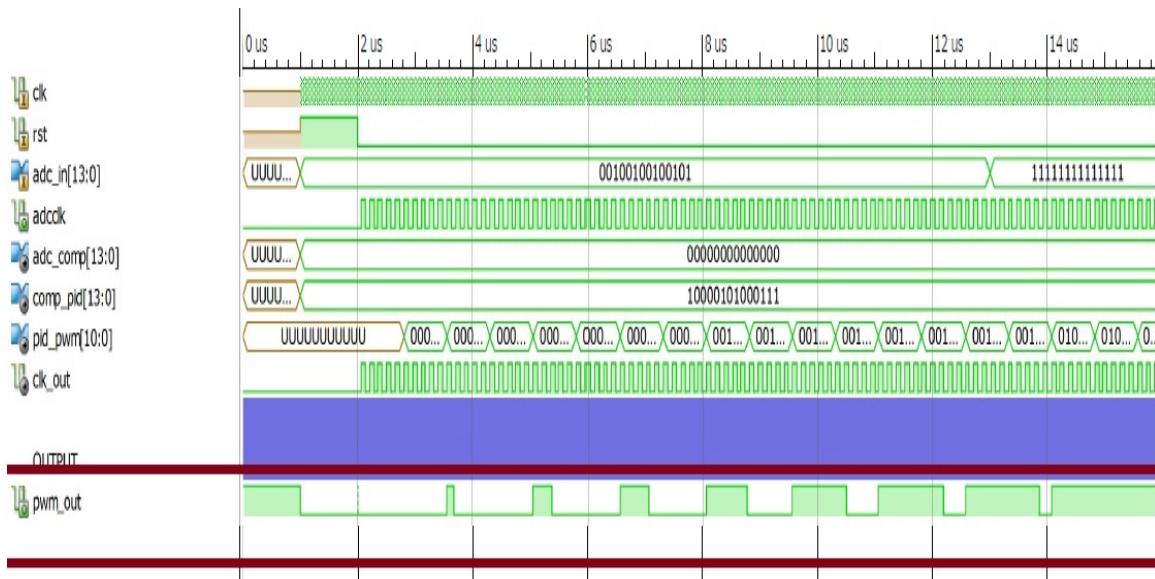 0 us 2 us 4 us 6 us 8 us 10 us 12 us 14 us
clk
rst
adc_in[13:0] UUUU... 00100100100101 11111111111111
adcclk
adc_comp[13:0] UUUU... 00000000000000
comp_pid[13:0] UUUU... 10000101000111
pid_pwm[10:0] UUUUUUUUUUU 000... 000... 000... 000... 000... 000... 000... 001... 001... 001... 001... 001... 001... 001... 001... 010... 010... 0...
clk_out
OUTPUT
pwm_out